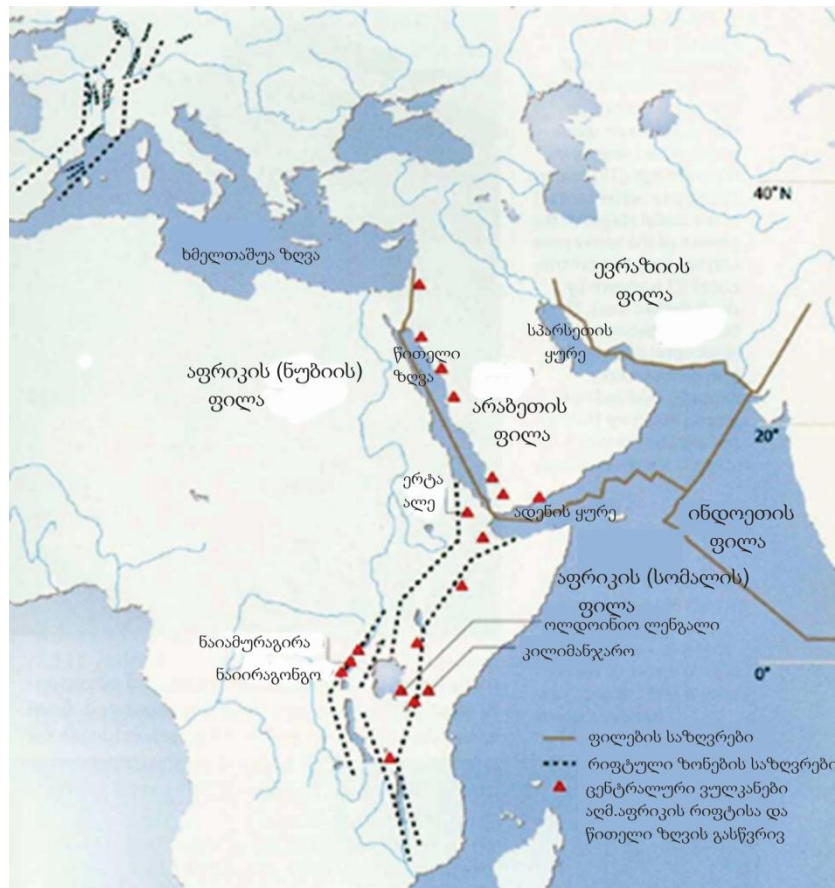 40° N
ხმელთაშუა ზღვა
ევრაზიის
ფილა
სპარსეთის
ყურე
წითელი
ზღვა
აფრიკის (ნუბიის)
ფილა
არაბეთის
ფილა
20°
ერტა
ალე
ადენის ყურე
ინდოეთის
ფილა
აფრიკის (სომალის)
ფილა
ოლდოინიო ლენგალი
ნაიამურაგირა
კილიმანჯარო
ნაიირაგონგო
0°
ფილების საზღვრები
რიფტული ზონების საზღვრები
ცენტრალური ვულკანები
აღმ.აფრიკის რიფტისა და
წითელი ზღვის გასწვრივ